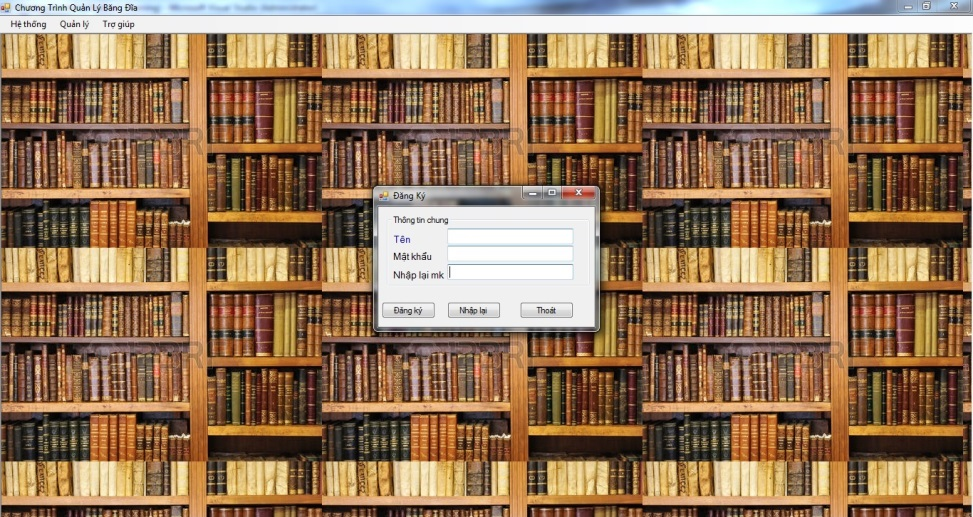 Chương Trình Quản Lý Băng Đĩa
Hệ thống Quản lý Trợ giúp
Đăng Ký
Thông tin chung
Tên
Mật khẩu
Nhập lại mk
Đăng ký Nhập lại Thoát